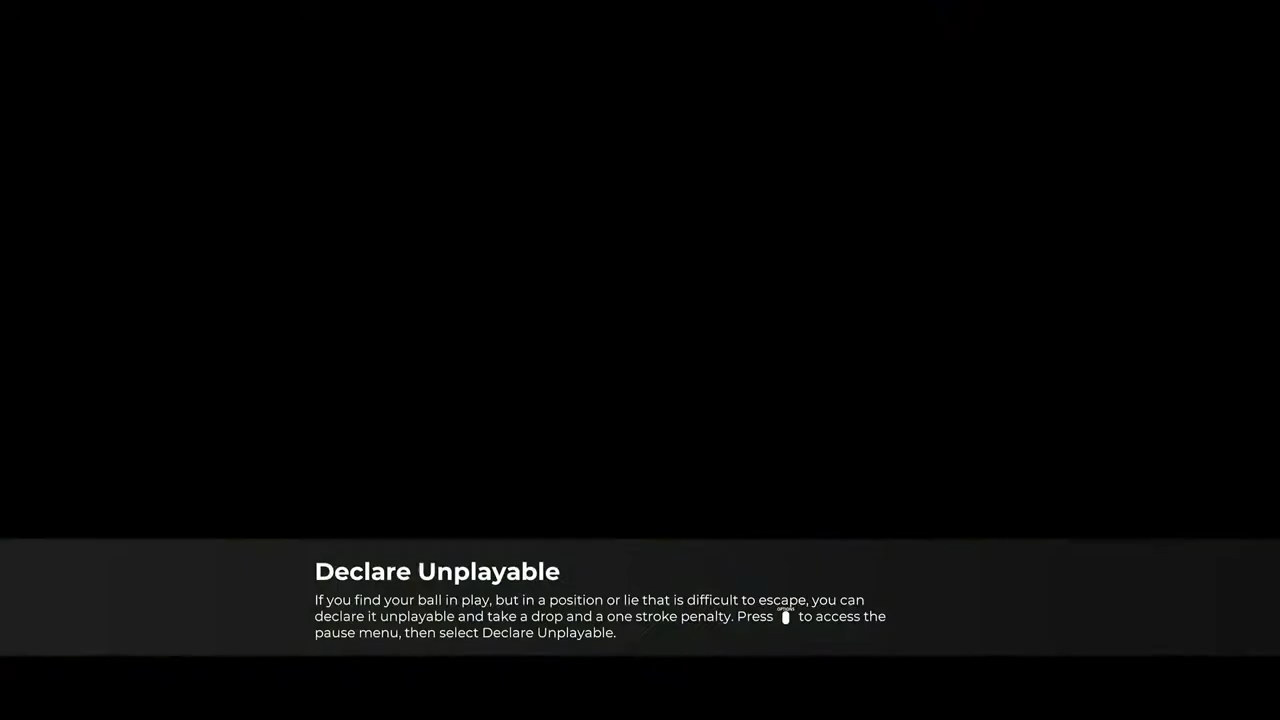 Declare Unplayable
If you find your ball in play, but in a position or lie that is difficult to escape, you can
declare it unplayable and take a drop and a one stroke penalty. Press OPTIONS to access the
pause menu, then select Declare Unplayable.